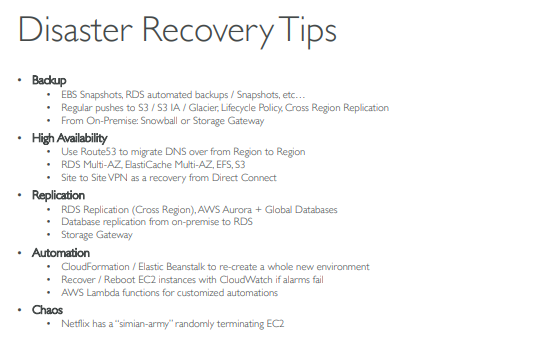 Disaster Recovery Tips
• Backup
• EBS Snapshots, RDS automated backups / Snapshots, etc…
• Regular pushes to S3 / S3 IA / Glacier, Lifecycle Policy, Cross Region Replication
• From On-Premise: Snowball or Storage Gateway
• High Availability
• Use Route53 to migrate DNS over from Region to Region
• RDS Multi-AZ, ElastiCache Multi-AZ, EFS, S3
• Site to Site VPN as a recovery from Direct Connect
• Replication
• RDS Replication (Cross Region), AWS Aurora + Global Databases
• Database replication from on-premise to RDS
• Storage Gateway
• Automation
• CloudFormation / Elastic Beanstalk to re-create a whole new environment
• Recover / Reboot EC2 instances with CloudWatch if alarms fail
• AWS Lambda functions for customized automations
• Chaos
• Netflix has a “simian-army” randomly terminating EC2